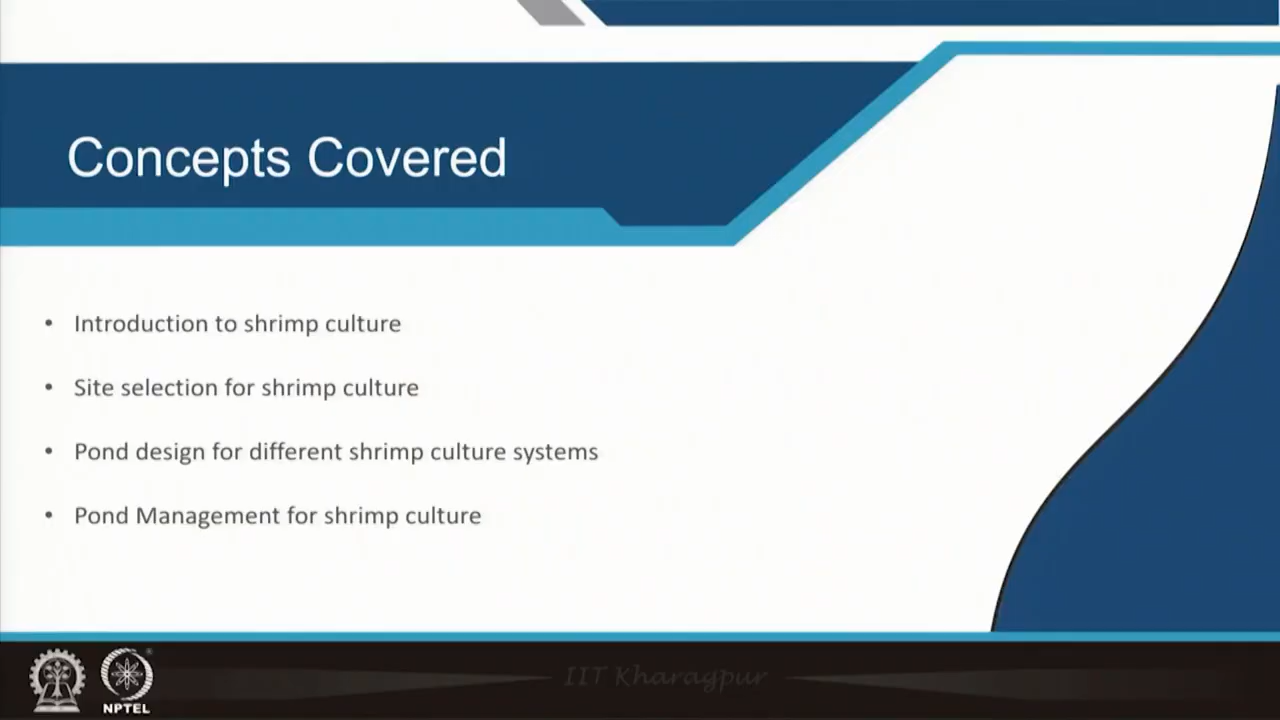 Concepts Covered
• Introduction to shrimp culture
• Site selection for shrimp culture
• Pond design for different shrimp culture systems
• Pond Management for shrimp culture
IIT Kharagpur
NPTEL